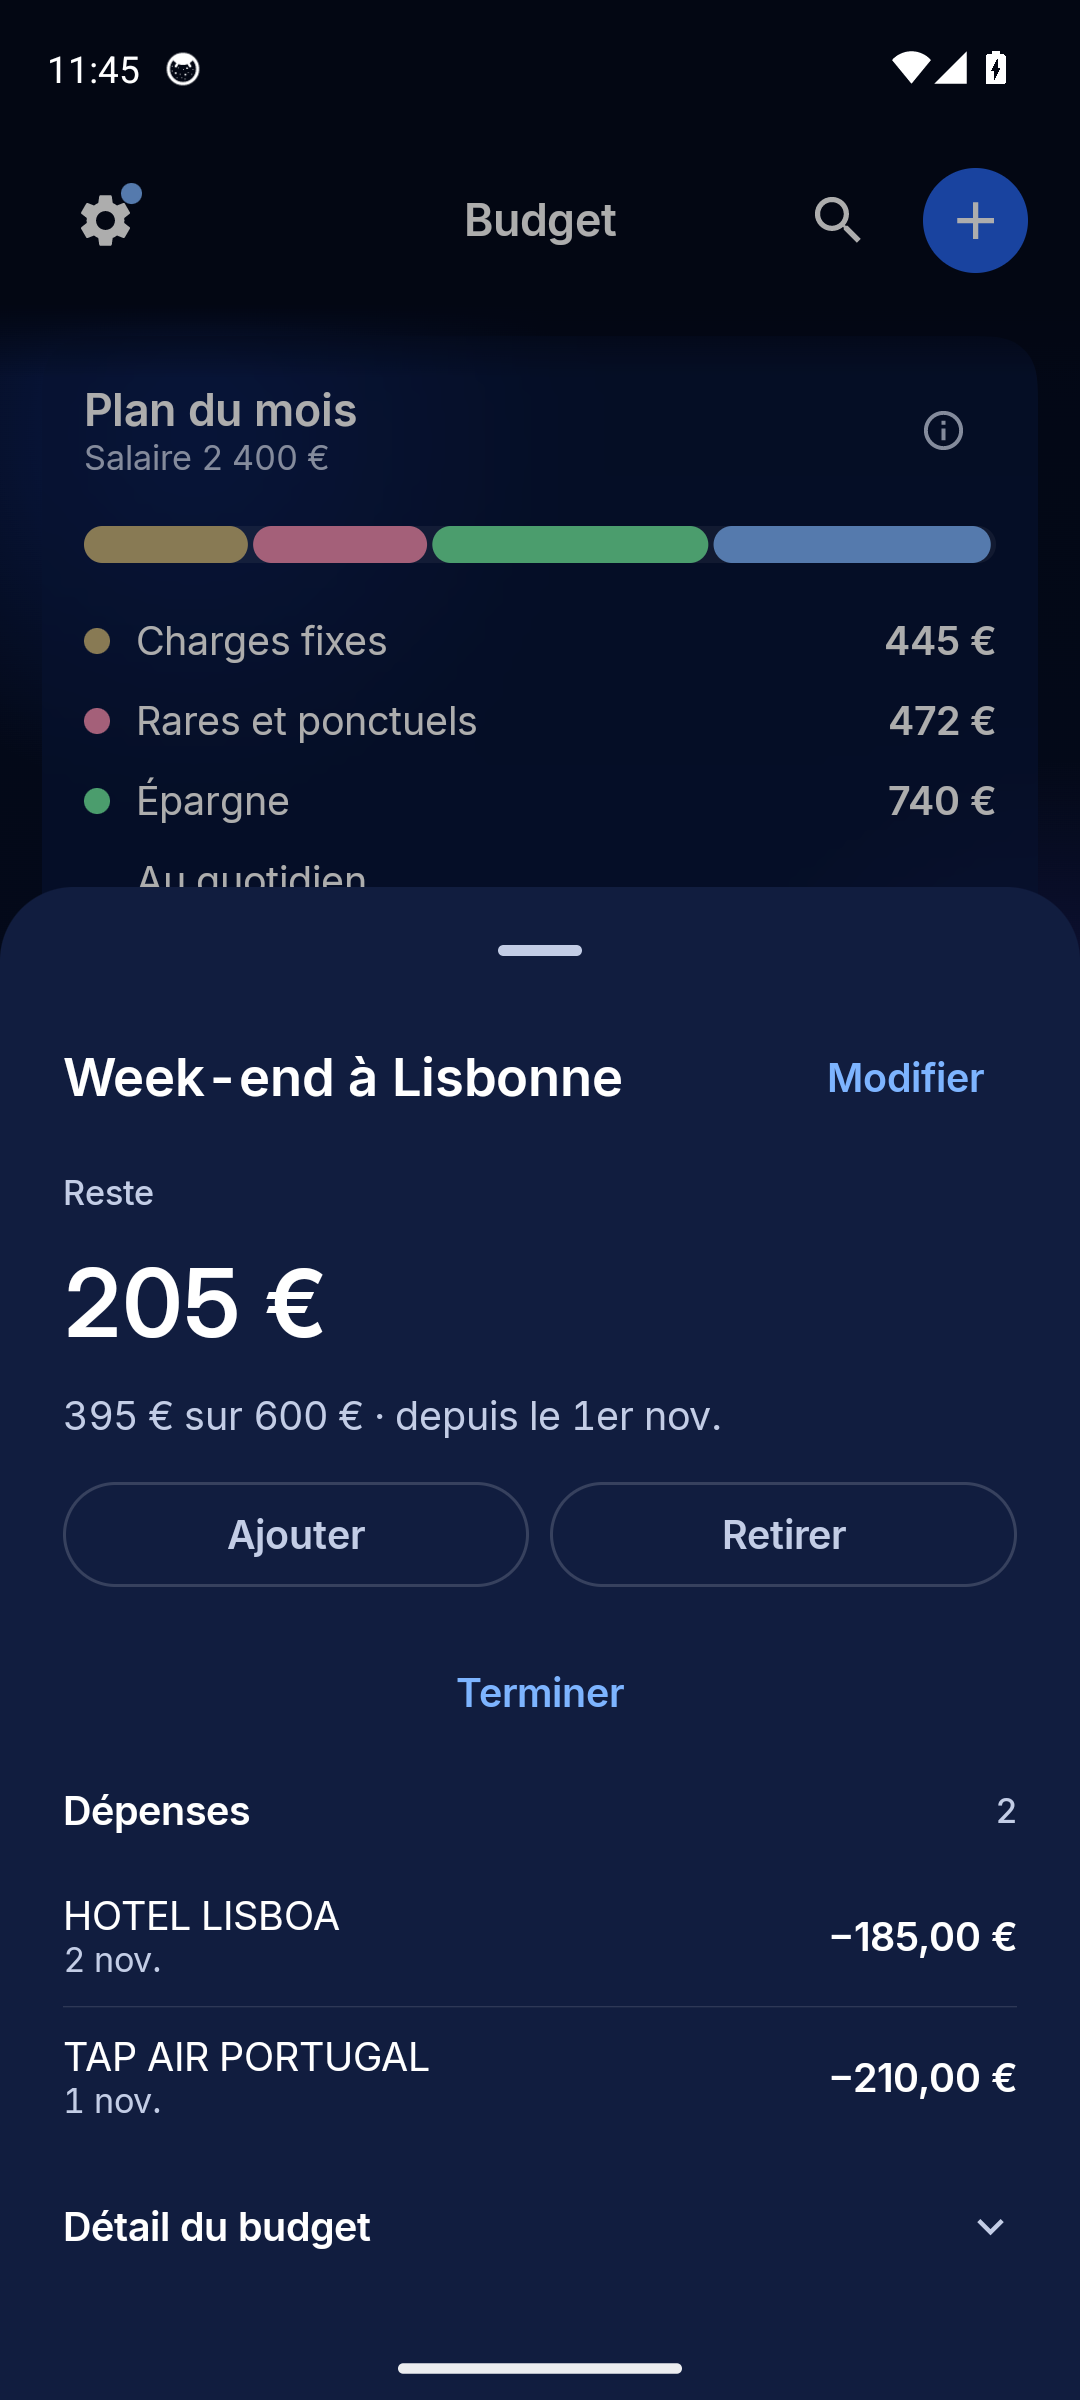 11:45
Budget
Plan du mois
Salaire 2 400 €
Charges fixes 445 €
Rares et ponctuels 472 €
Épargne 740 €
Au quotidien
Week-end à Lisbonne Modifier
Reste
205 €
395 € sur 600 € · depuis le 1er nov.
Ajouter Retirer
Terminer
Dépenses 2
HOTEL LISBOA
2 nov.
−185,00 €
TAP AIR PORTUGAL
1 nov.
−210,00 €
Détail du budget